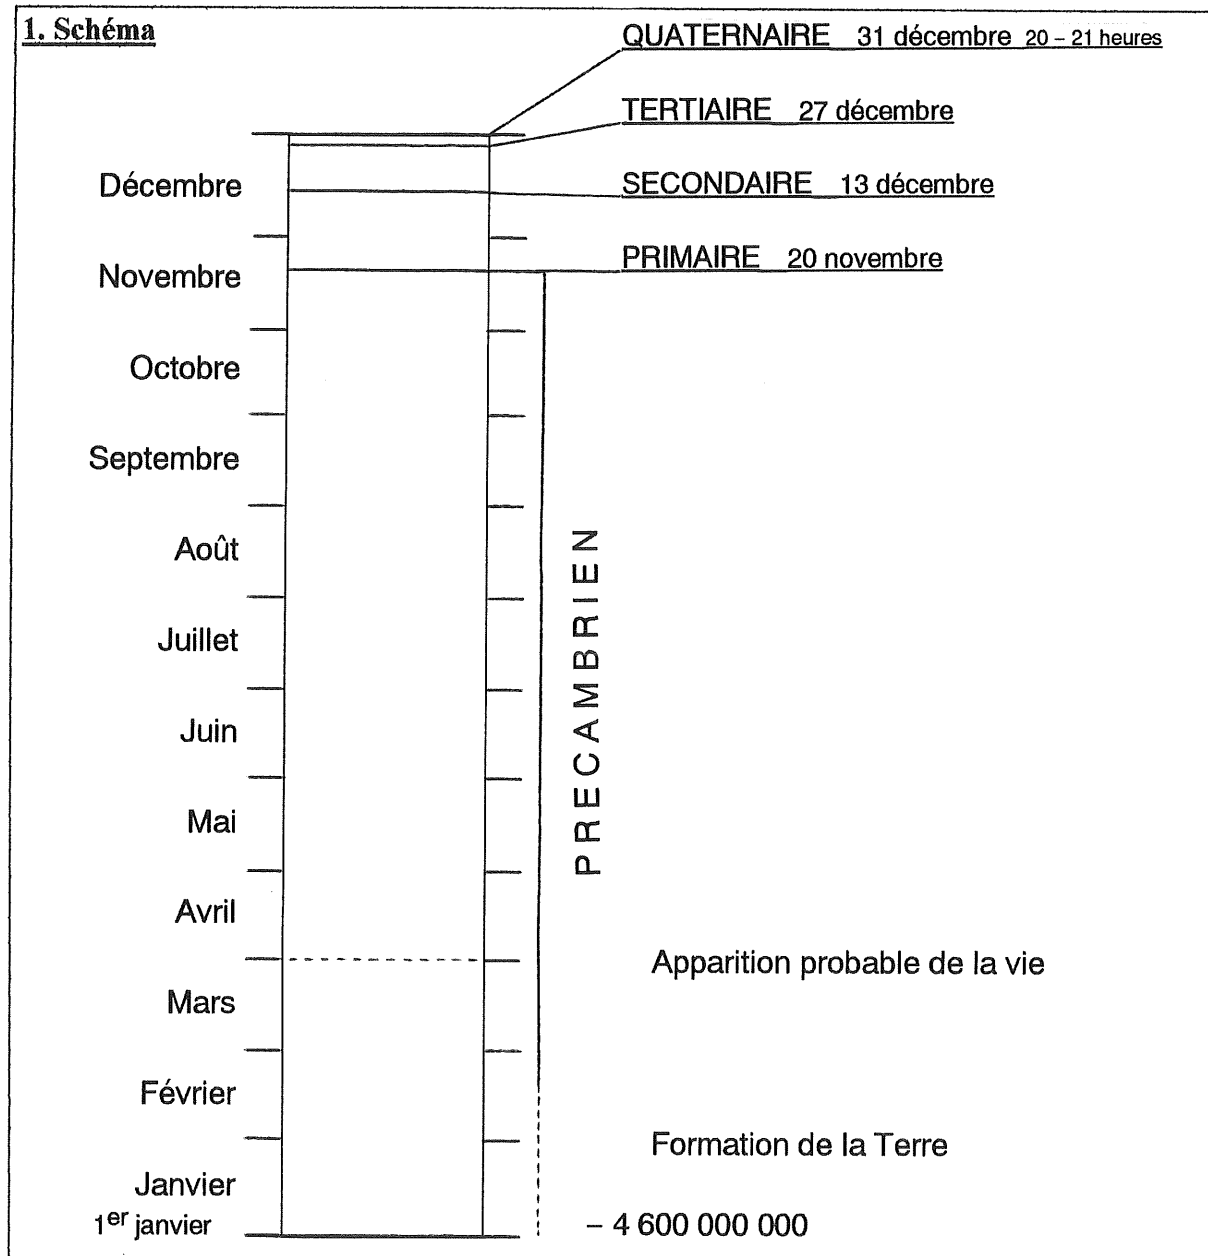 1. Schéma
QUATERNAIRE 31 décembre 20 – 21 heures
TERTIAIRE 27 décembre
Décembre
SECONDAIRE 13 décembre
Novembre
PRIMAIRE 20 novembre
Octobre
Septembre
Août
Juillet
Juin
Mai
PRECAMBRIEN
Avril
Apparition probable de la vie
Mars
Février
Formation de la Terre
Janvier
1er janvier
– 4 600 000 000